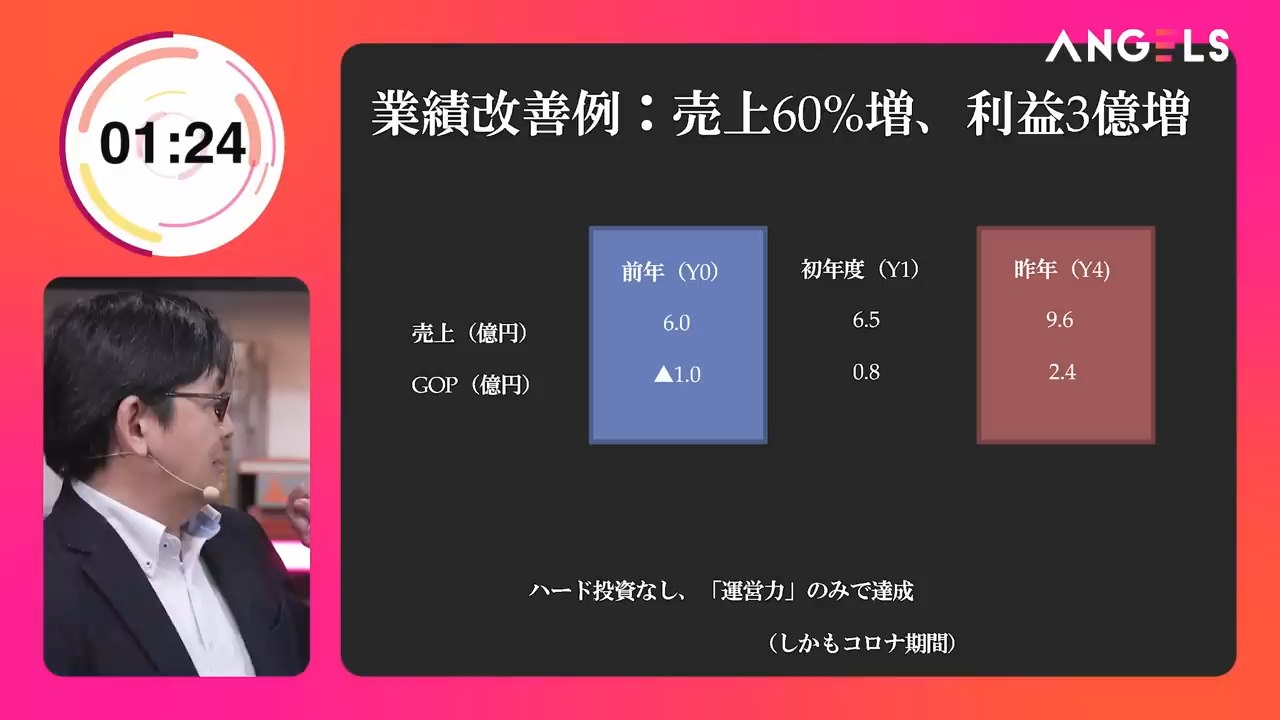 ANGELS
01:24
業績改善例：売上60%増、利益3億増
前年（Y0） 初年度（Y1） 昨年（Y4）
売上（億円） 6.0 6.5 9.6
GOP（億円） ▲1.0 0.8 2.4
ハード投資なし、「運営力」のみで達成
（しかもコロナ期間）